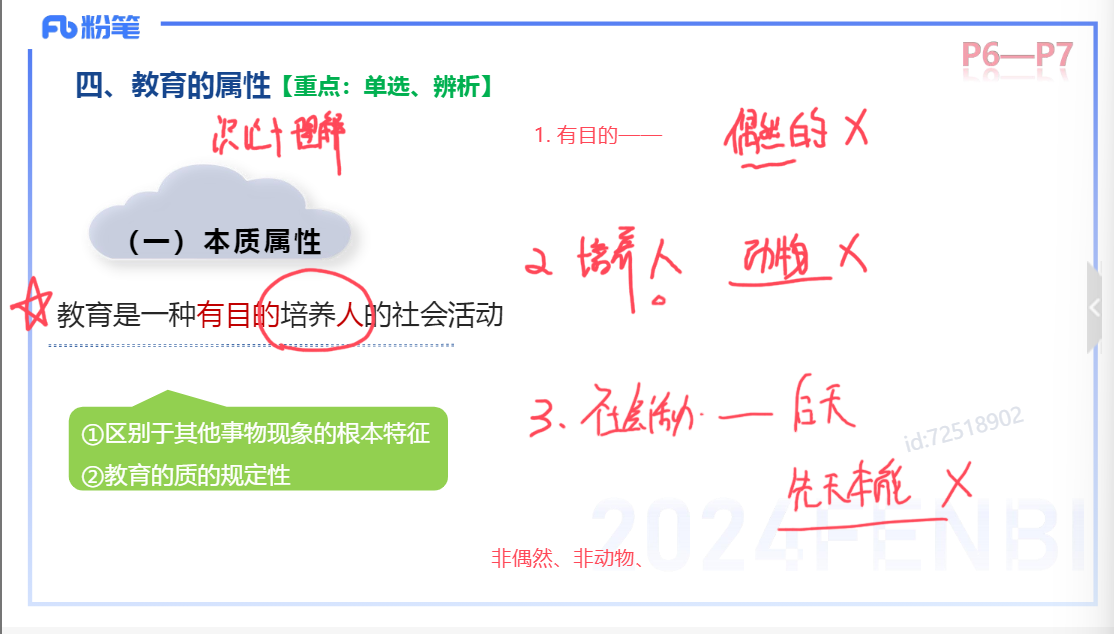 粉笔
P6—P7
四、教育的属性【重点：单选、辨析】
理解
1. 有目的——
偶然的 X
（一）本质属性
2 培养人 动物 X
教育是一种有目的培养人的社会活动
3、社会活动·—— 后天
①区别于其他事物现象的根本特征
②教育的质的规定性
id:72518902
先天本能 X
2024FENBI
非偶然、非动物、